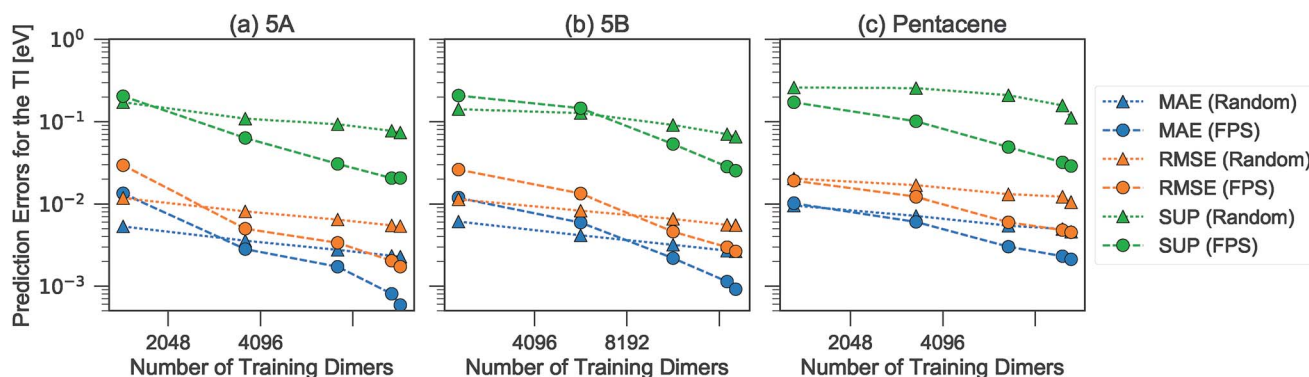 (a) 5A
(b) 5B
(c) Pentacene
Prediction Errors for the TI [eV]
10⁰
10⁻¹
10⁻²
10⁻³
2048 4096
4096 8192
2048 4096
Number of Training Dimers
Number of Training Dimers
Number of Training Dimers
MAE (Random)
MAE (FPS)
RMSE (Random)
RMSE (FPS)
SUP (Random)
SUP (FPS)